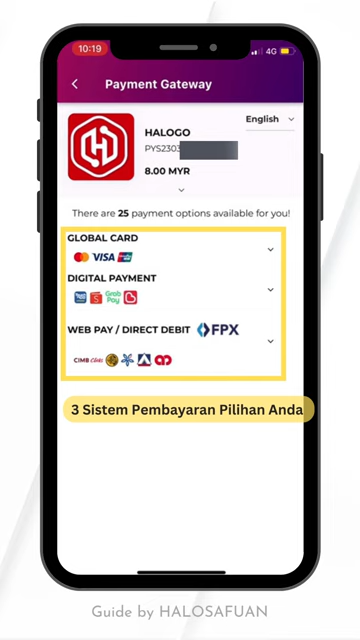 10:19
4G
Payment Gateway
English
HALOGO
PYS2303
8.00 MYR
There are 25 payment options available for you!
GLOBAL CARD
VISA
DIGITAL PAYMENT
Grab
Pay
WEB PAY / DIRECT DEBIT FPX
CIMB Clicks
3 Sistem Pembayaran Pilihan Anda
Guide by HALOSAFUAN